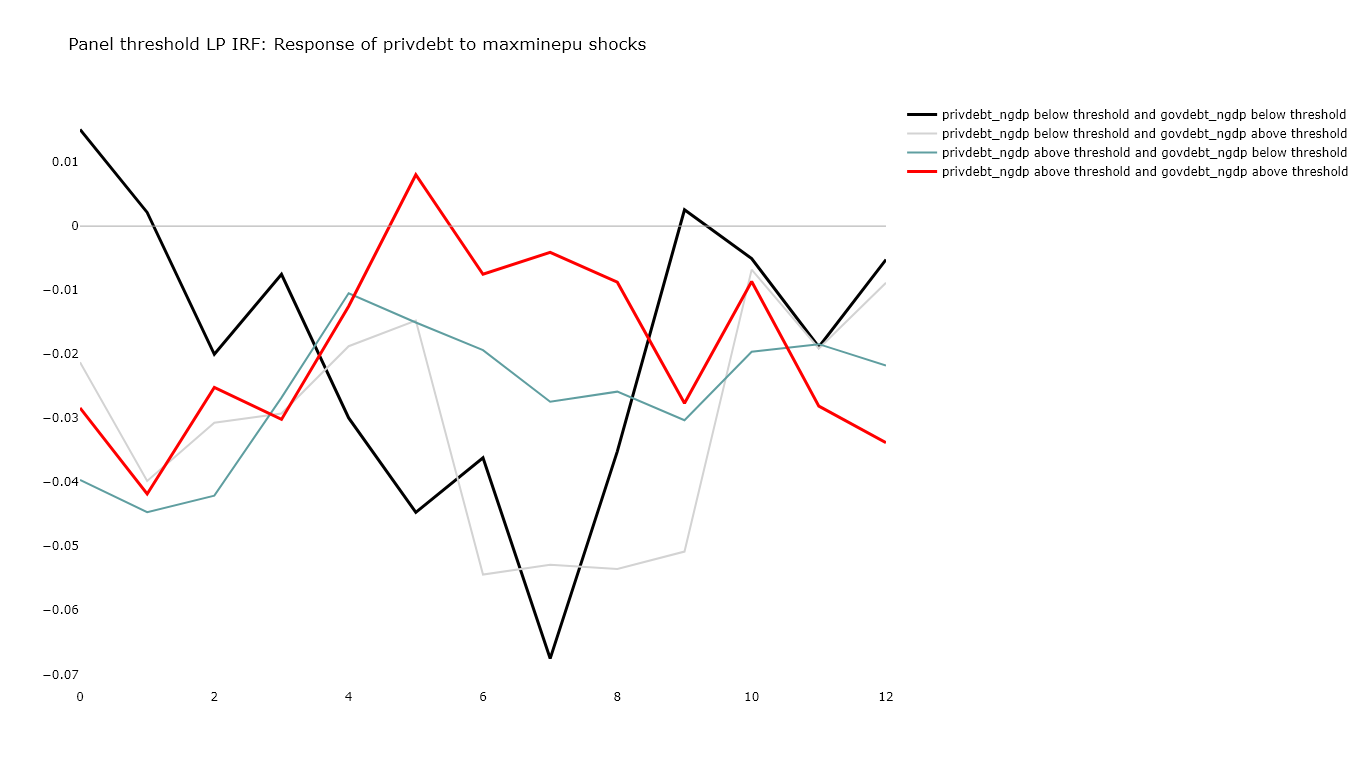 Panel threshold LP IRF: Response of privdebt to maxminepu shocks
privdebt_ngdp below threshold and govdebt_ngdp below threshold
privdebt_ngdp below threshold and govdebt_ngdp above threshold
privdebt_ngdp above threshold and govdebt_ngdp below threshold
privdebt_ngdp above threshold and govdebt_ngdp above threshold
0.01
0
−0.01
−0.02
−0.03
−0.04
−0.05
−0.06
−0.07
0 2 4 6 8 10 12